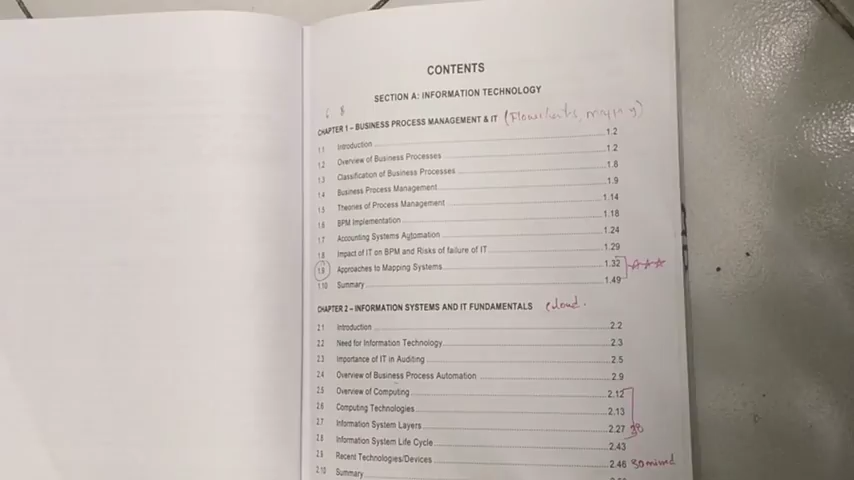 CONTENTS
SECTION A: INFORMATION TECHNOLOGY
6 8
CHAPTER 1 – BUSINESS PROCESS MANAGEMENT & IT (Flowcharts, mapping)
1.1 Introduction 1.2
1.2 Overview of Business Processes 1.2
1.3 Classification of Business Processes 1.8
1.4 Business Process Management 1.9
1.5 Theories of Process Management 1.14
1.6 BPM Implementation 1.18
1.7 Accounting Systems Automation 1.24
1.8 Impact of IT on BPM and Risks of failure of IT 1.29
1.9 Approaches to Mapping Systems 1.32
1.10 Summary 1.49
CHAPTER 2 – INFORMATION SYSTEMS AND IT FUNDAMENTALS cloud.
2.1 Introduction 2.2
2.2 Need for Information Technology 2.3
2.3 Importance of IT in Auditing 2.5
2.4 Overview of Business Process Automation 2.9
2.5 Overview of Computing 2.12
2.6 Computing Technologies 2.13
2.7 Information System Layers 2.27
2.8 Information System Life Cycle 2.43
2.9 Recent Technologies/Devices 2.46
2.10 Summary